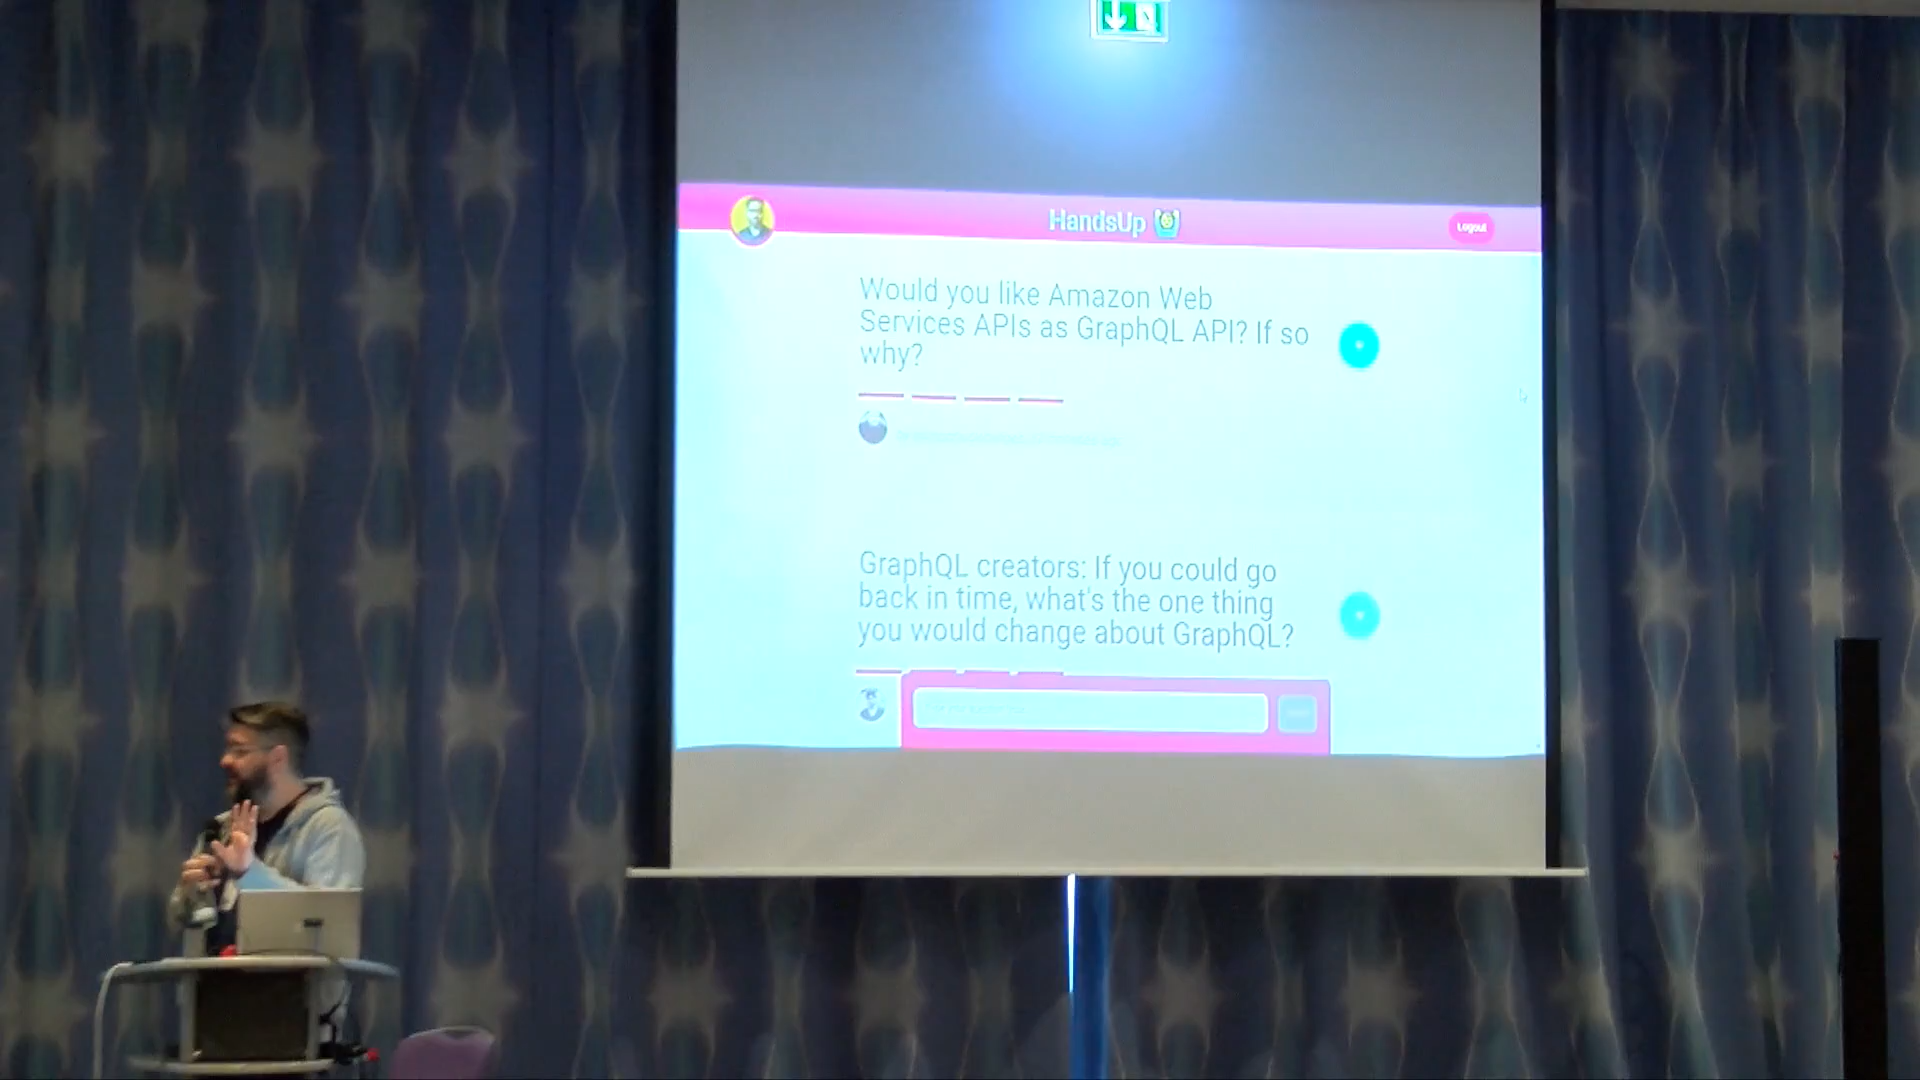 HandsUp
Logout
Would you like Amazon Web
Services APIs as GraphQL API? If so
why?
GraphQL creators: If you could go
back in time, what's the one thing
you would change about GraphQL?